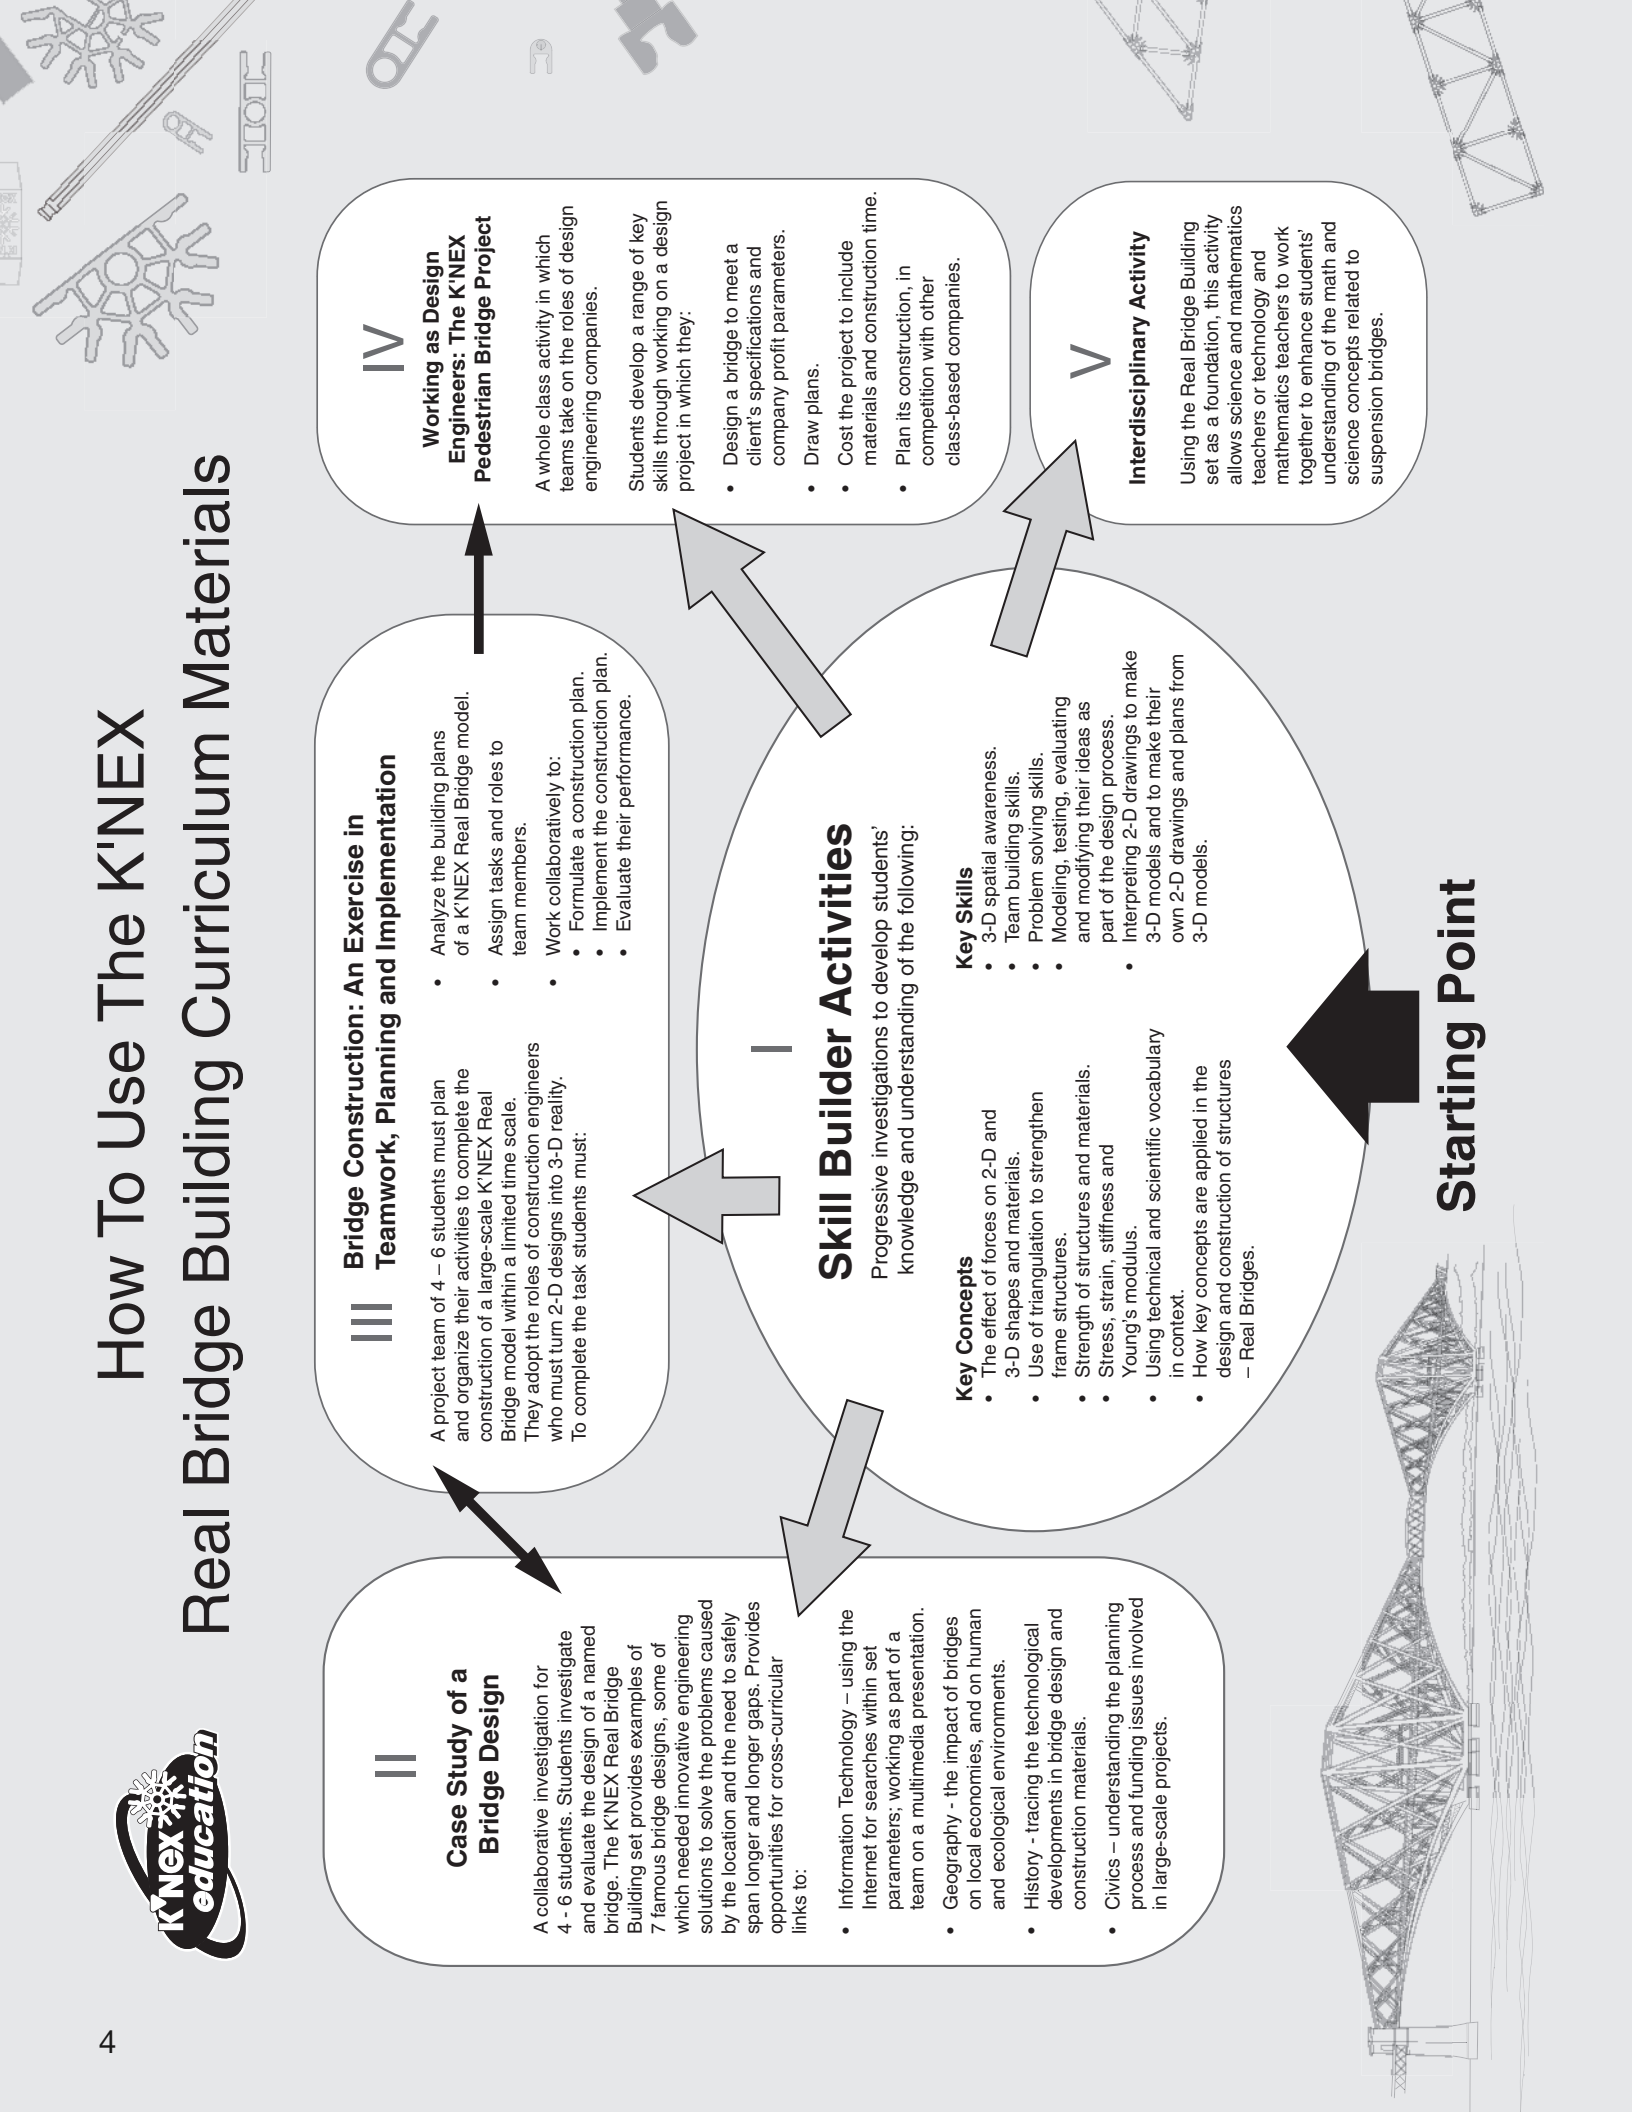 4
K'NEX
education
How To Use The K'NEX
Real Bridge Building Curriculum Materials
II
Case Study of a
Bridge Design
A collaborative investigation for
4 - 6 students. Students investigate
and evaluate the design of a named
bridge. The K'NEX Real Bridge
Building set provides examples of
7 famous bridge designs, some of
which needed innovative engineering
solutions to solve the problems caused
by the location and the need to safely
span longer and longer gaps. Provides
opportunities for cross-curricular
links to:
• Information Technology – using the
Internet for searches within set
parameters; working as part of a
team on a multimedia presentation.
• Geography - the impact of bridges
on local economies, and on human
and ecological environments.
• History - tracing the technological
developments in bridge design and
construction materials.
• Civics – understanding the planning
process and funding issues involved
in large-scale projects.
III
Bridge Construction: An Exercise in
Teamwork, Planning and Implementation
A project team of 4 – 6 students must plan
and organize their activities to complete the
construction of a large-scale K'NEX Real
Bridge model within a limited time scale.
They adopt the roles of construction engineers
who must turn 2-D designs into 3-D reality.
To complete the task students must:
• Analyze the building plans
of a K'NEX Real Bridge model.
• Assign tasks and roles to
team members.
• Work collaboratively to:
• Formulate a construction plan.
• Implement the construction plan.
• Evaluate their performance.
IV
Working as Design
Engineers: The K'NEX
Pedestrian Bridge Project
A whole class activity in which
teams take on the roles of design
engineering companies.
Students develop a range of key
skills through working on a design
project in which they:
• Design a bridge to meet a
client's specifications and
company profit parameters.
• Draw plans.
• Cost the project to include
materials and construction time.
• Plan its construction, in
competition with other
class-based companies.
I
Skill Builder Activities
Progressive investigations to develop students'
knowledge and understanding of the following:
Key Concepts
• The effect of forces on 2-D and
3-D shapes and materials.
• Use of triangulation to strengthen
frame structures.
• Strength of structures and materials.
• Stress, strain, stiffness and
Young's modulus.
• Using technical and scientific vocabulary
in context.
• How key concepts are applied in the
design and construction of structures
– Real Bridges.
Key Skills
• 3-D spatial awareness.
• Team building skills.
• Problem solving skills.
• Modeling, testing, evaluating
and modifying their ideas as
part of the design process.
• Interpreting 2-D drawings to make
3-D models and to make their
own 2-D drawings and plans from
3-D models.
V
Interdisciplinary Activity
Using the Real Bridge Building
set as a foundation, this activity
allows science and mathematics
teachers or technology and
mathematics teachers to work
together to enhance students'
understanding of the math and
science concepts related to
suspension bridges.
Starting Point